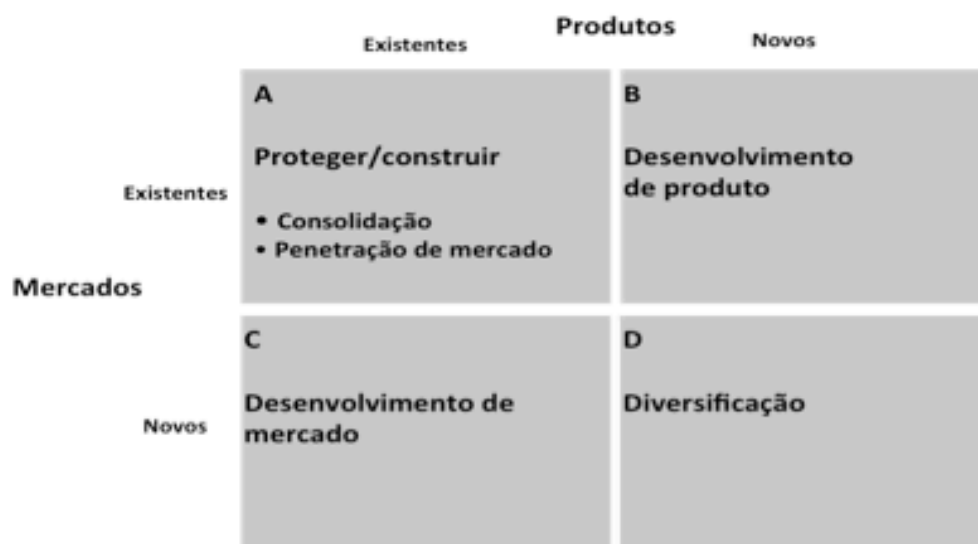 Produtos
Existentes
Novos
A
Proteger/construir
• Consolidação
• Penetração de mercado
B
Desenvolvimento
de produto
Existentes
Mercados
Novos
C
Desenvolvimento de
mercado
D
Diversificação